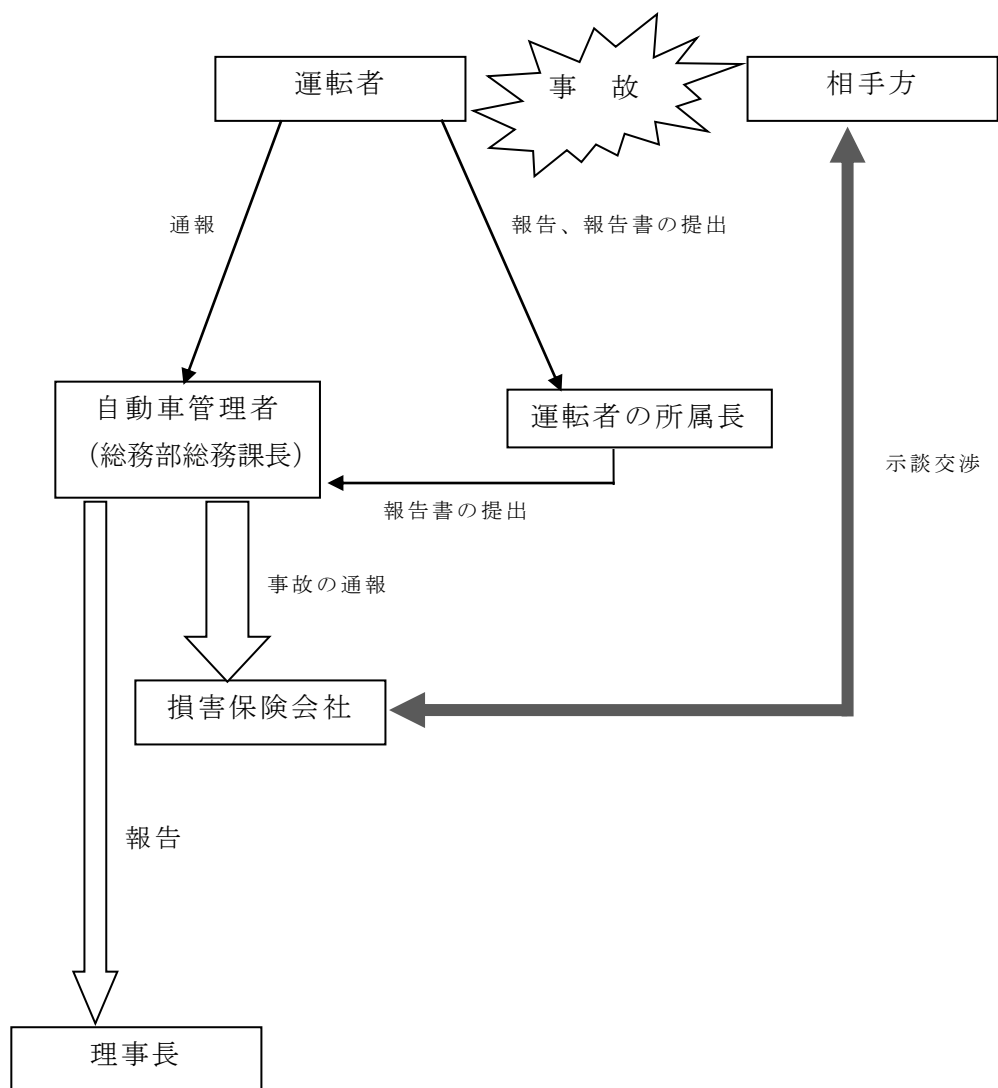 運転者
事 故
相手方
通報
報告、報告書の提出
自動車管理者
(総務部総務課長)
運転者の所属長
示談交渉
報告書の提出
事故の通報
損害保険会社
報告
理事長